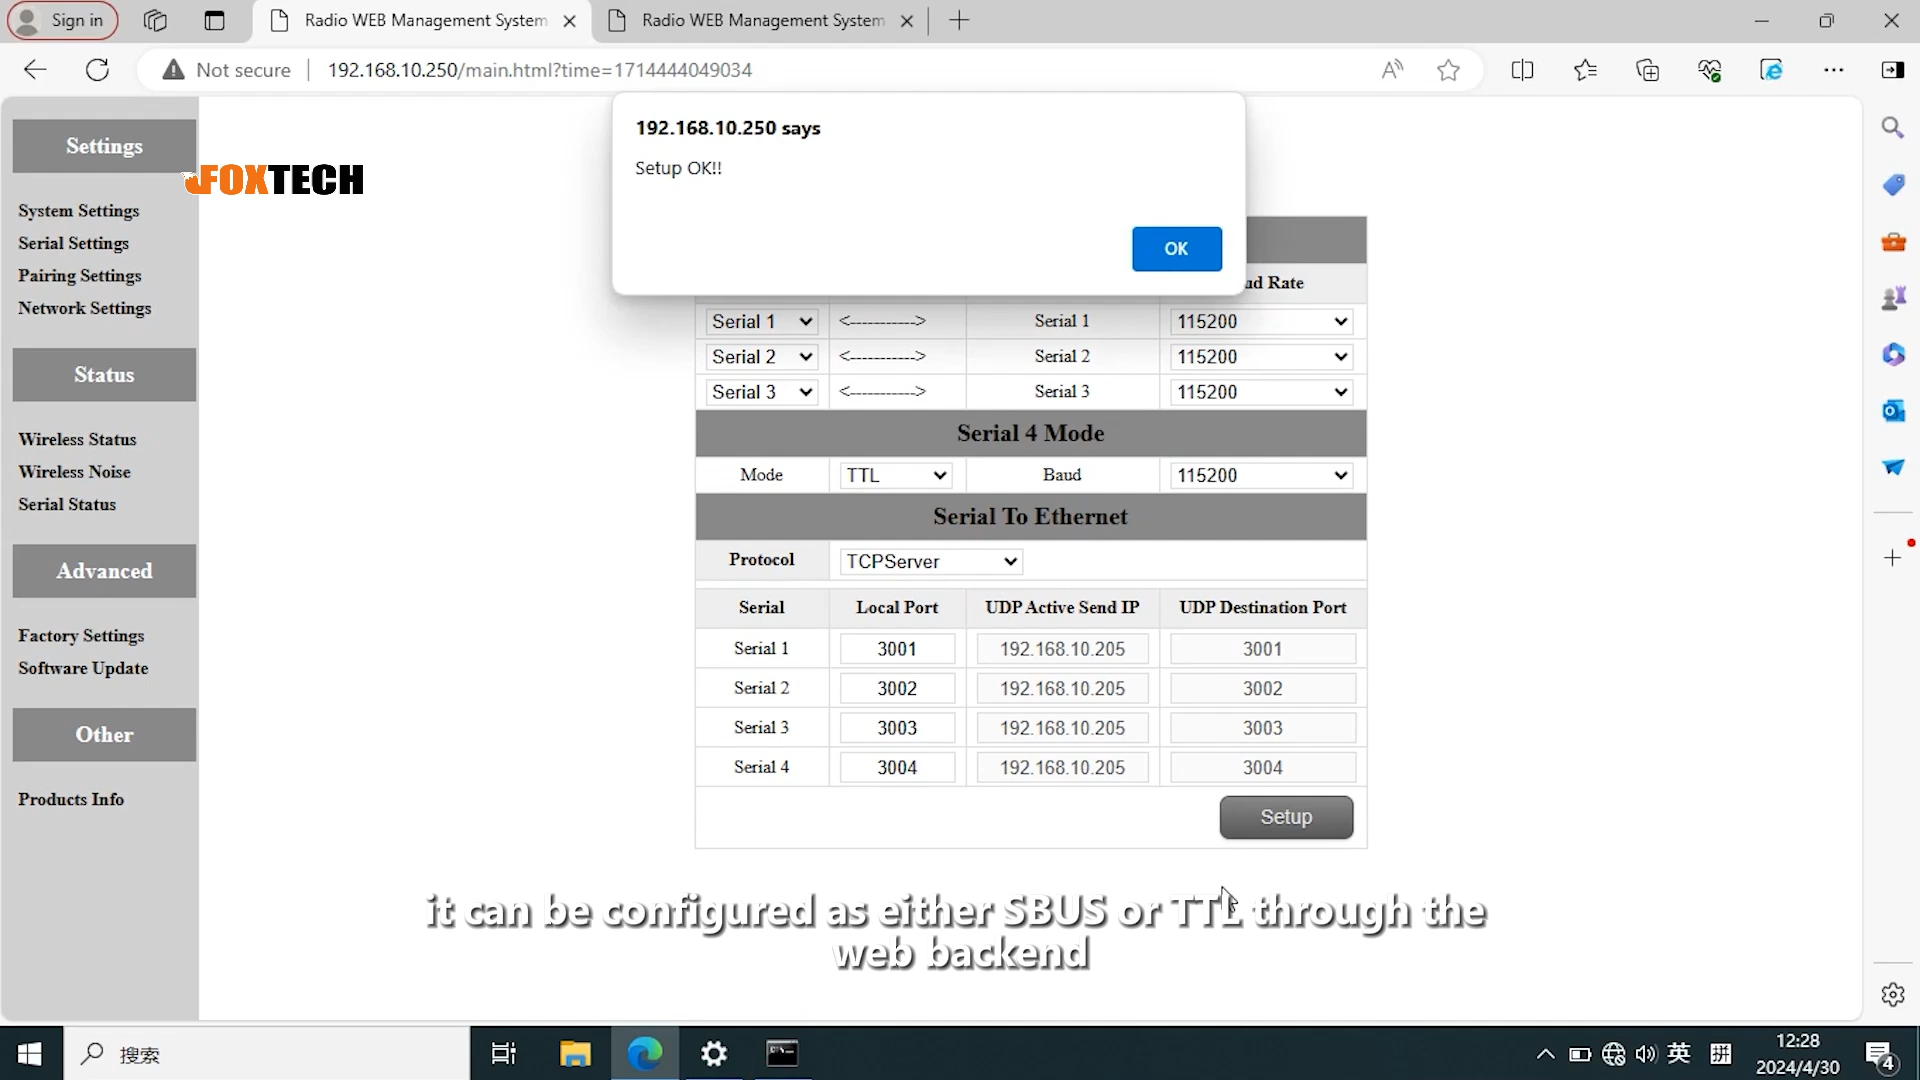 Sign in
Radio WEB Management System
Radio WEB Management System
Not secure
192.168.10.250/main.html?time=1714444049034
Settings
FOXTECH
System Settings
Serial Settings
Pairing Settings
Network Settings
Status
Wireless Status
Wireless Noise
Serial Status
Advanced
Factory Settings
Software Update
Other
Products Info
192.168.10.250 says
Setup OK!!
OK
ud Rate
Serial 1 <-----------> Serial 1 115200
Serial 2 <-----------> Serial 2 115200
Serial 3 <-----------> Serial 3 115200
Serial 4 Mode
Mode TTL Baud 115200
Serial To Ethernet
Protocol TCPServer
Serial Local Port UDP Active Send IP UDP Destination Port
Serial 1 3001 192.168.10.205 3001
Serial 2 3002 192.168.10.205 3002
Serial 3 3003 192.168.10.205 3003
Serial 4 3004 192.168.10.205 3004
Setup
it can be configured as either SBUS or TTL through the
web backend
搜索
英
拼
12:28
2024/4/30
4